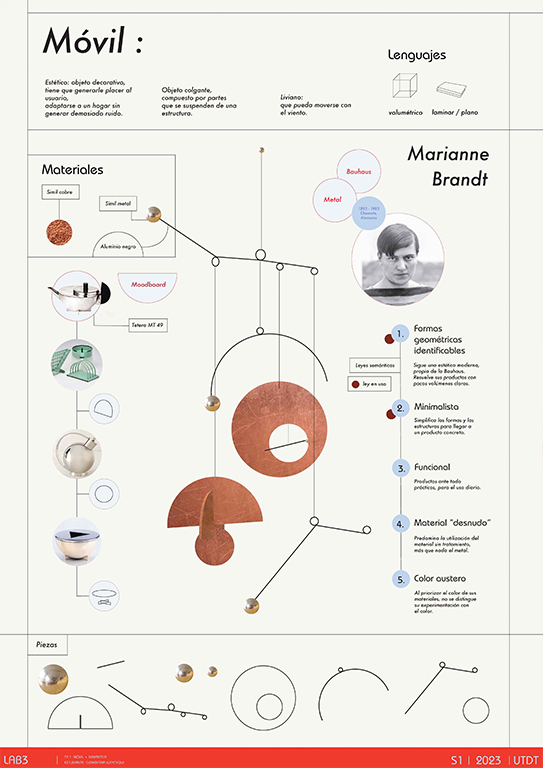 Móvil :
Estético: objeto decorativo,
tiene que generarle placer al
usuario,
adaptarse a un hogar sin
generar demasiado ruido.
Objeto colgante,
compuesto por partes
que se suspenden de una
estructura.
Liviano:
que pueda moverse con
el viento.
Lenguajes
volumétrico
laminar / plano
Materiales
Simil cobre
Simil metal
Aluminio negro
Moodboard
Tetera MT 49
Marianne
Brandt
Bauhaus
Metal
Alemania
Leyes semánticas
ley en uso
1.
Formas
geométricas
identificables
Sigue una estética moderna,
propia de la Bauhaus.
Resuelve sus productos con
pocos volúmenes claros.
2.
Minimalista
Simplifica las formas y las
estructuras para llegar a
un producto concreto.
3.
Funcional
Productos ante todo
prácticos, para el uso diario.
4.
Material "desnudo"
Predomina la utilización del
material sin tratamiento,
más que nada el metal.
5.
Color austero
Al priorizar el color de sus
materiales, no se distingue
su experimentación con
el color.
Piezas
LAB3
S1 | 2023 | UTDT